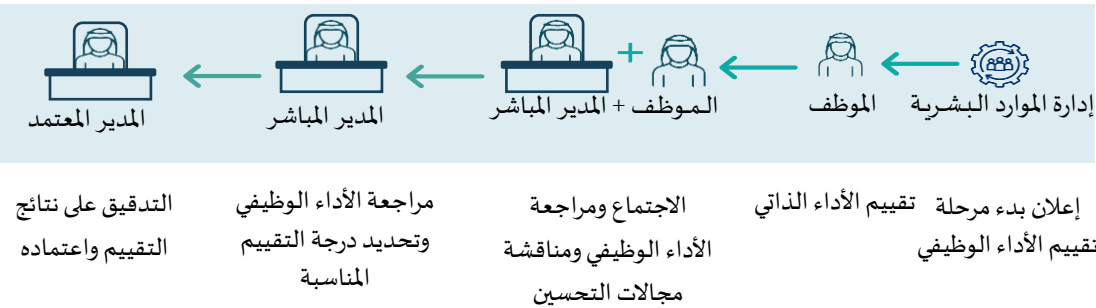 إدارة الموارد البشرية
الموظف
الموظف + المدير المباشر
المدير المباشر
المدير المعتمد
إعلان بدء مرحلة
تقييم الأداء الوظيفي
تقييم الأداء الذاتي
الاجتماع ومراجعة
الأداء الوظيفي ومناقشة
مجالات التحسين
مراجعة الأداء الوظيفي
وتحديد درجة التقييم
المناسبة
التدقيق على نتائج
التقييم واعتماده